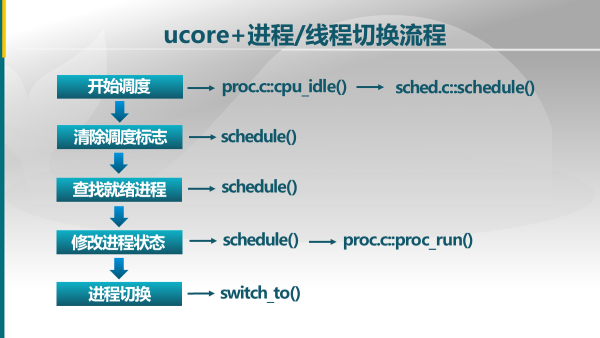 ucore+进程/线程切换流程
开始调度 proc.c::cpu_idle() sched.c::schedule()
清除调度标志 schedule()
查找就绪进程 schedule()
修改进程状态 schedule() proc.c::proc_run()
进程切换 switch_to()